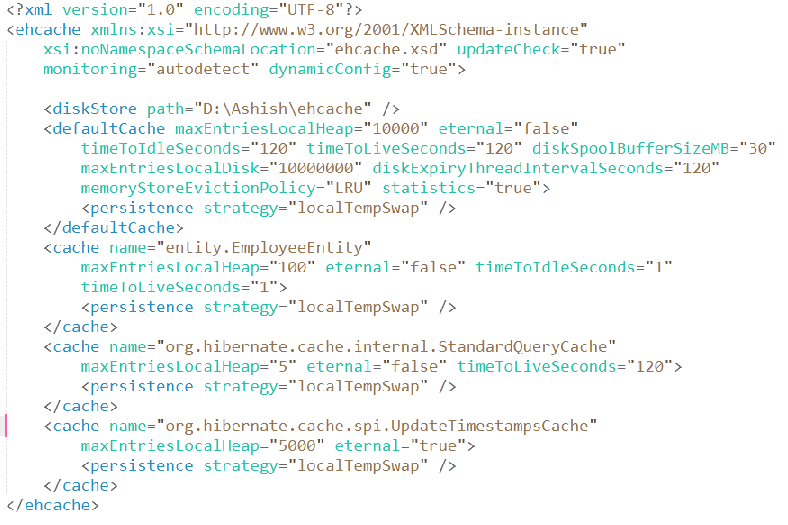 <?xml version="1.0" encoding="UTF-8"?>
<ehcache xmlns:xsi="http://www.w3.org/2001/XMLSchema-instance"
xsi:noNamespaceSchemaLocation="ehcache.xsd" updateCheck="true"
monitoring="autodetect" dynamicConfig="true">
<diskStore path="D:\Ashish\ehcache" />
<defaultCache maxEntriesLocalHeap="10000" eternal="false"
timeToIdleSeconds="120" timeToLiveSeconds="120" diskSpoolBufferSizeMB="30"
maxEntriesLocalDisk="10000000" diskExpiryThreadIntervalSeconds="120"
memoryStoreEvictionPolicy="LRU" statistics="true">
<persistence strategy="localTempSwap" />
</defaultCache>
<cache name="entity.EmployeeEntity"
maxEntriesLocalHeap="100" eternal="false" timeToIdleSeconds="1"
timeToLiveSeconds="1">
<persistence strategy="localTempSwap" />
</cache>
<cache name="org.hibernate.cache.internal.StandardQueryCache"
maxEntriesLocalHeap="5" eternal="false" timeToLiveSeconds="120">
<persistence strategy="localTempSwap" />
</cache>
<cache name="org.hibernate.cache.spi.UpdateTimestampsCache"
maxEntriesLocalHeap="5000" eternal="true">
<persistence strategy="localTempSwap" />
</cache>
</ehcache>